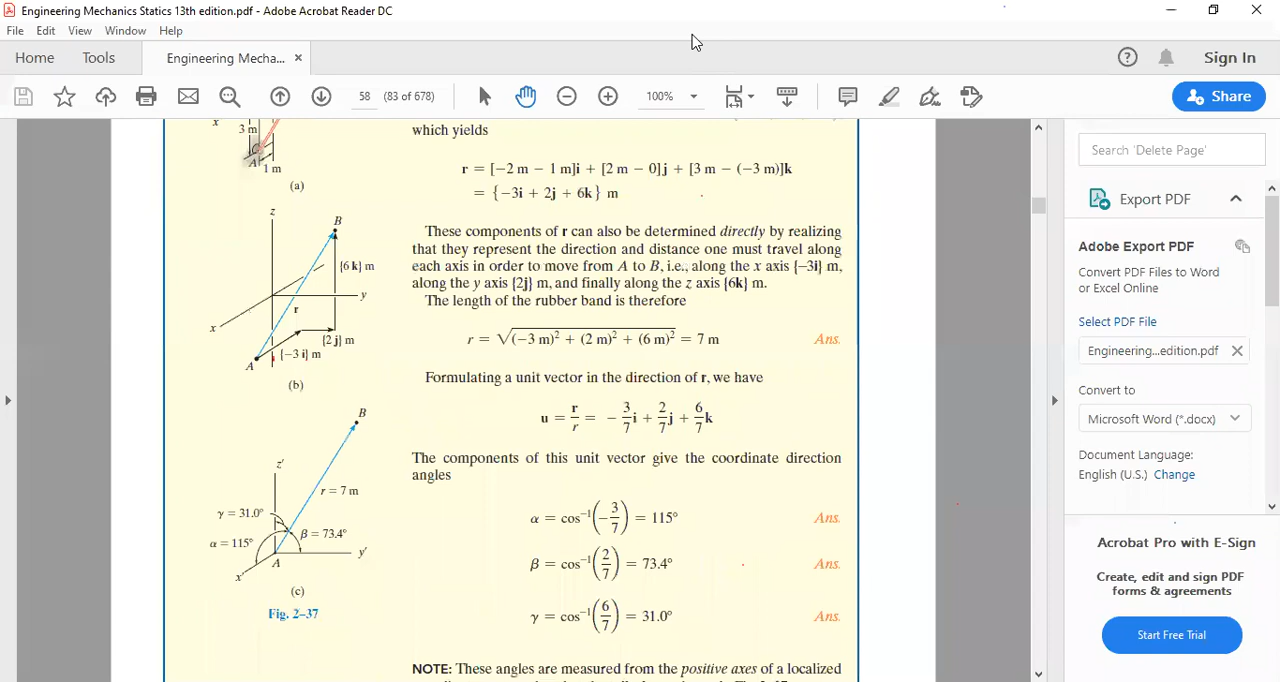 Engineering Mechanics Statics 13th edition.pdf - Adobe Acrobat Reader DC
File Edit View Window Help
Home Tools Engineering Mecha... × Sign In
58 (83 of 678) 100% Share
x
3 m
A
1 m
(a)
z
B
{6 k} m
y
r
x
{2 j} m
{−3 i} m
A
(b)
B
z′
r = 7 m
γ = 31.0°
β = 73.4°
α = 115°
y′
A
x′
(c)
Fig. 2–37
which yields
r = [−2 m − 1 m]i + [2 m − 0]j + [3 m − (−3 m)]k
= {−3i + 2j + 6k} m
These components of r can also be determined directly by realizing
that they represent the direction and distance one must travel along
each axis in order to move from A to B, i.e., along the x axis {−3i} m,
along the y axis {2j} m, and finally along the z axis {6k} m.
The length of the rubber band is therefore
r = √(−3 m)² + (2 m)² + (6 m)² = 7 m Ans.
Formulating a unit vector in the direction of r, we have
u = r/r = − 3/7 i + 2/7 j + 6/7 k
The components of this unit vector give the coordinate direction
angles
α = cos⁻¹(−3/7) = 115° Ans.
β = cos⁻¹(2/7) = 73.4° Ans.
γ = cos⁻¹(6/7) = 31.0° Ans.
NOTE: These angles are measured from the positive axes of a localized
Search 'Delete Page'
Export PDF
Adobe Export PDF
Convert PDF Files to Word
or Excel Online
Select PDF File
Engineering...edition.pdf ×
Convert to
Microsoft Word (*.docx)
Document Language:
English (U.S.) Change
Acrobat Pro with E-Sign
Create, edit and sign PDF
forms & agreements
Start Free Trial